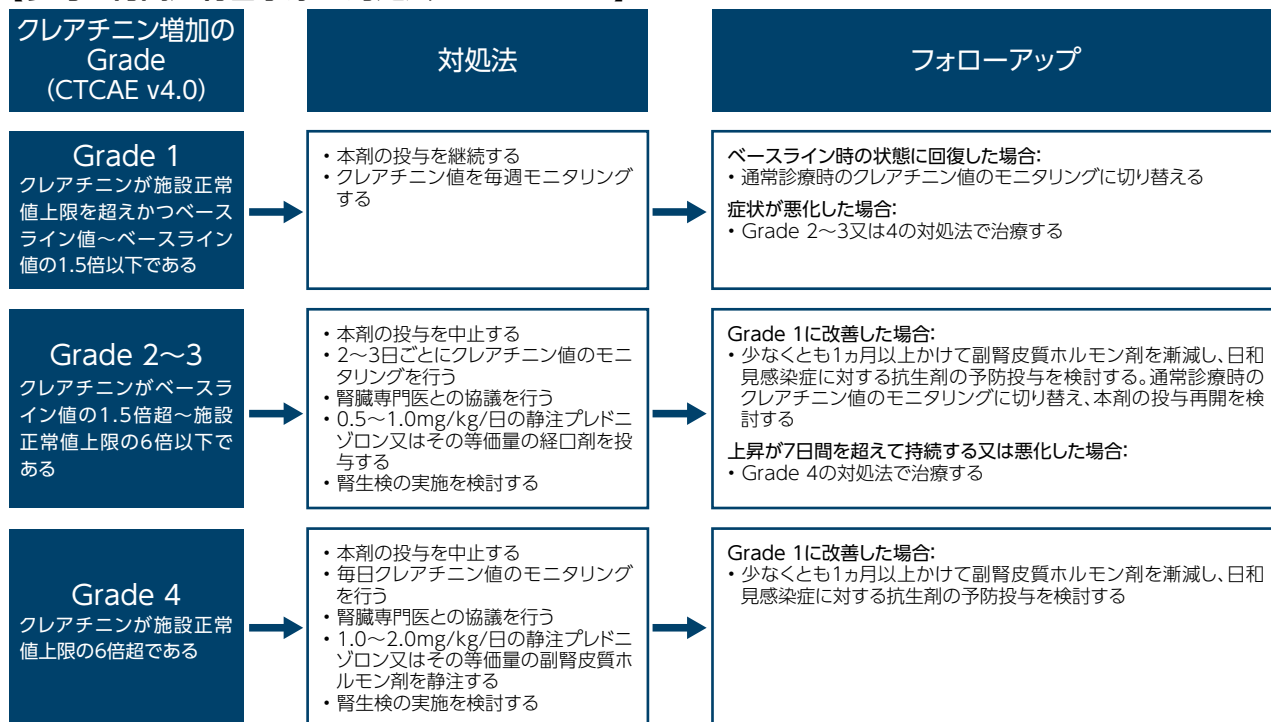 クレアチニン増加の
Grade
(CTCAE v4.0)
対処法
フォローアップ
Grade 1
クレアチニンが施設正常
値上限を超えかつベース
ライン値～ベースライン
値の1.5倍以下である
・本剤の投与を継続する
・クレアチニン値を毎週モニタリング
する
ベースライン時の状態に回復した場合:
・通常診療時のクレアチニン値のモニタリングに切り替える
症状が悪化した場合:
・Grade 2～3又は4の対処法で治療する
Grade 2～3
クレアチニンがベースラ
イン値の1.5倍超～施設
正常値上限の6倍以下で
ある
・本剤の投与を中止する
・2～3日ごとにクレアチニン値のモニ
タリングを行う
・腎臓専門医との協議を行う
・0.5～1.0mg/kg/日の静注プレドニ
ゾロン又はその等価量の経口剤を投
与する
・腎生検の実施を検討する
Grade 1に改善した場合:
・少なくとも1ヵ月以上かけて副腎皮質ホルモン剤を漸減し、日和
見感染症に対する抗生剤の予防投与を検討する。通常診療時の
クレアチニン値のモニタリングに切り替え、本剤の投与再開を検
討する
上昇が7日間を超えて持続する又は悪化した場合:
・Grade 4の対処法で治療する
Grade 4
クレアチニンが施設正常
値上限の6倍超である
・本剤の投与を中止する
・毎日クレアチニン値のモニタリング
を行う
・腎臓専門医との協議を行う
・1.0～2.0mg/kg/日の静注プレドニ
ゾロン又はその等価量の副腎皮質ホ
ルモン剤を静注する
・腎生検の実施を検討する
Grade 1に改善した場合:
・少なくとも1ヵ月以上かけて副腎皮質ホルモン剤を漸減し、日和
見感染症に対する抗生剤の予防投与を検討する